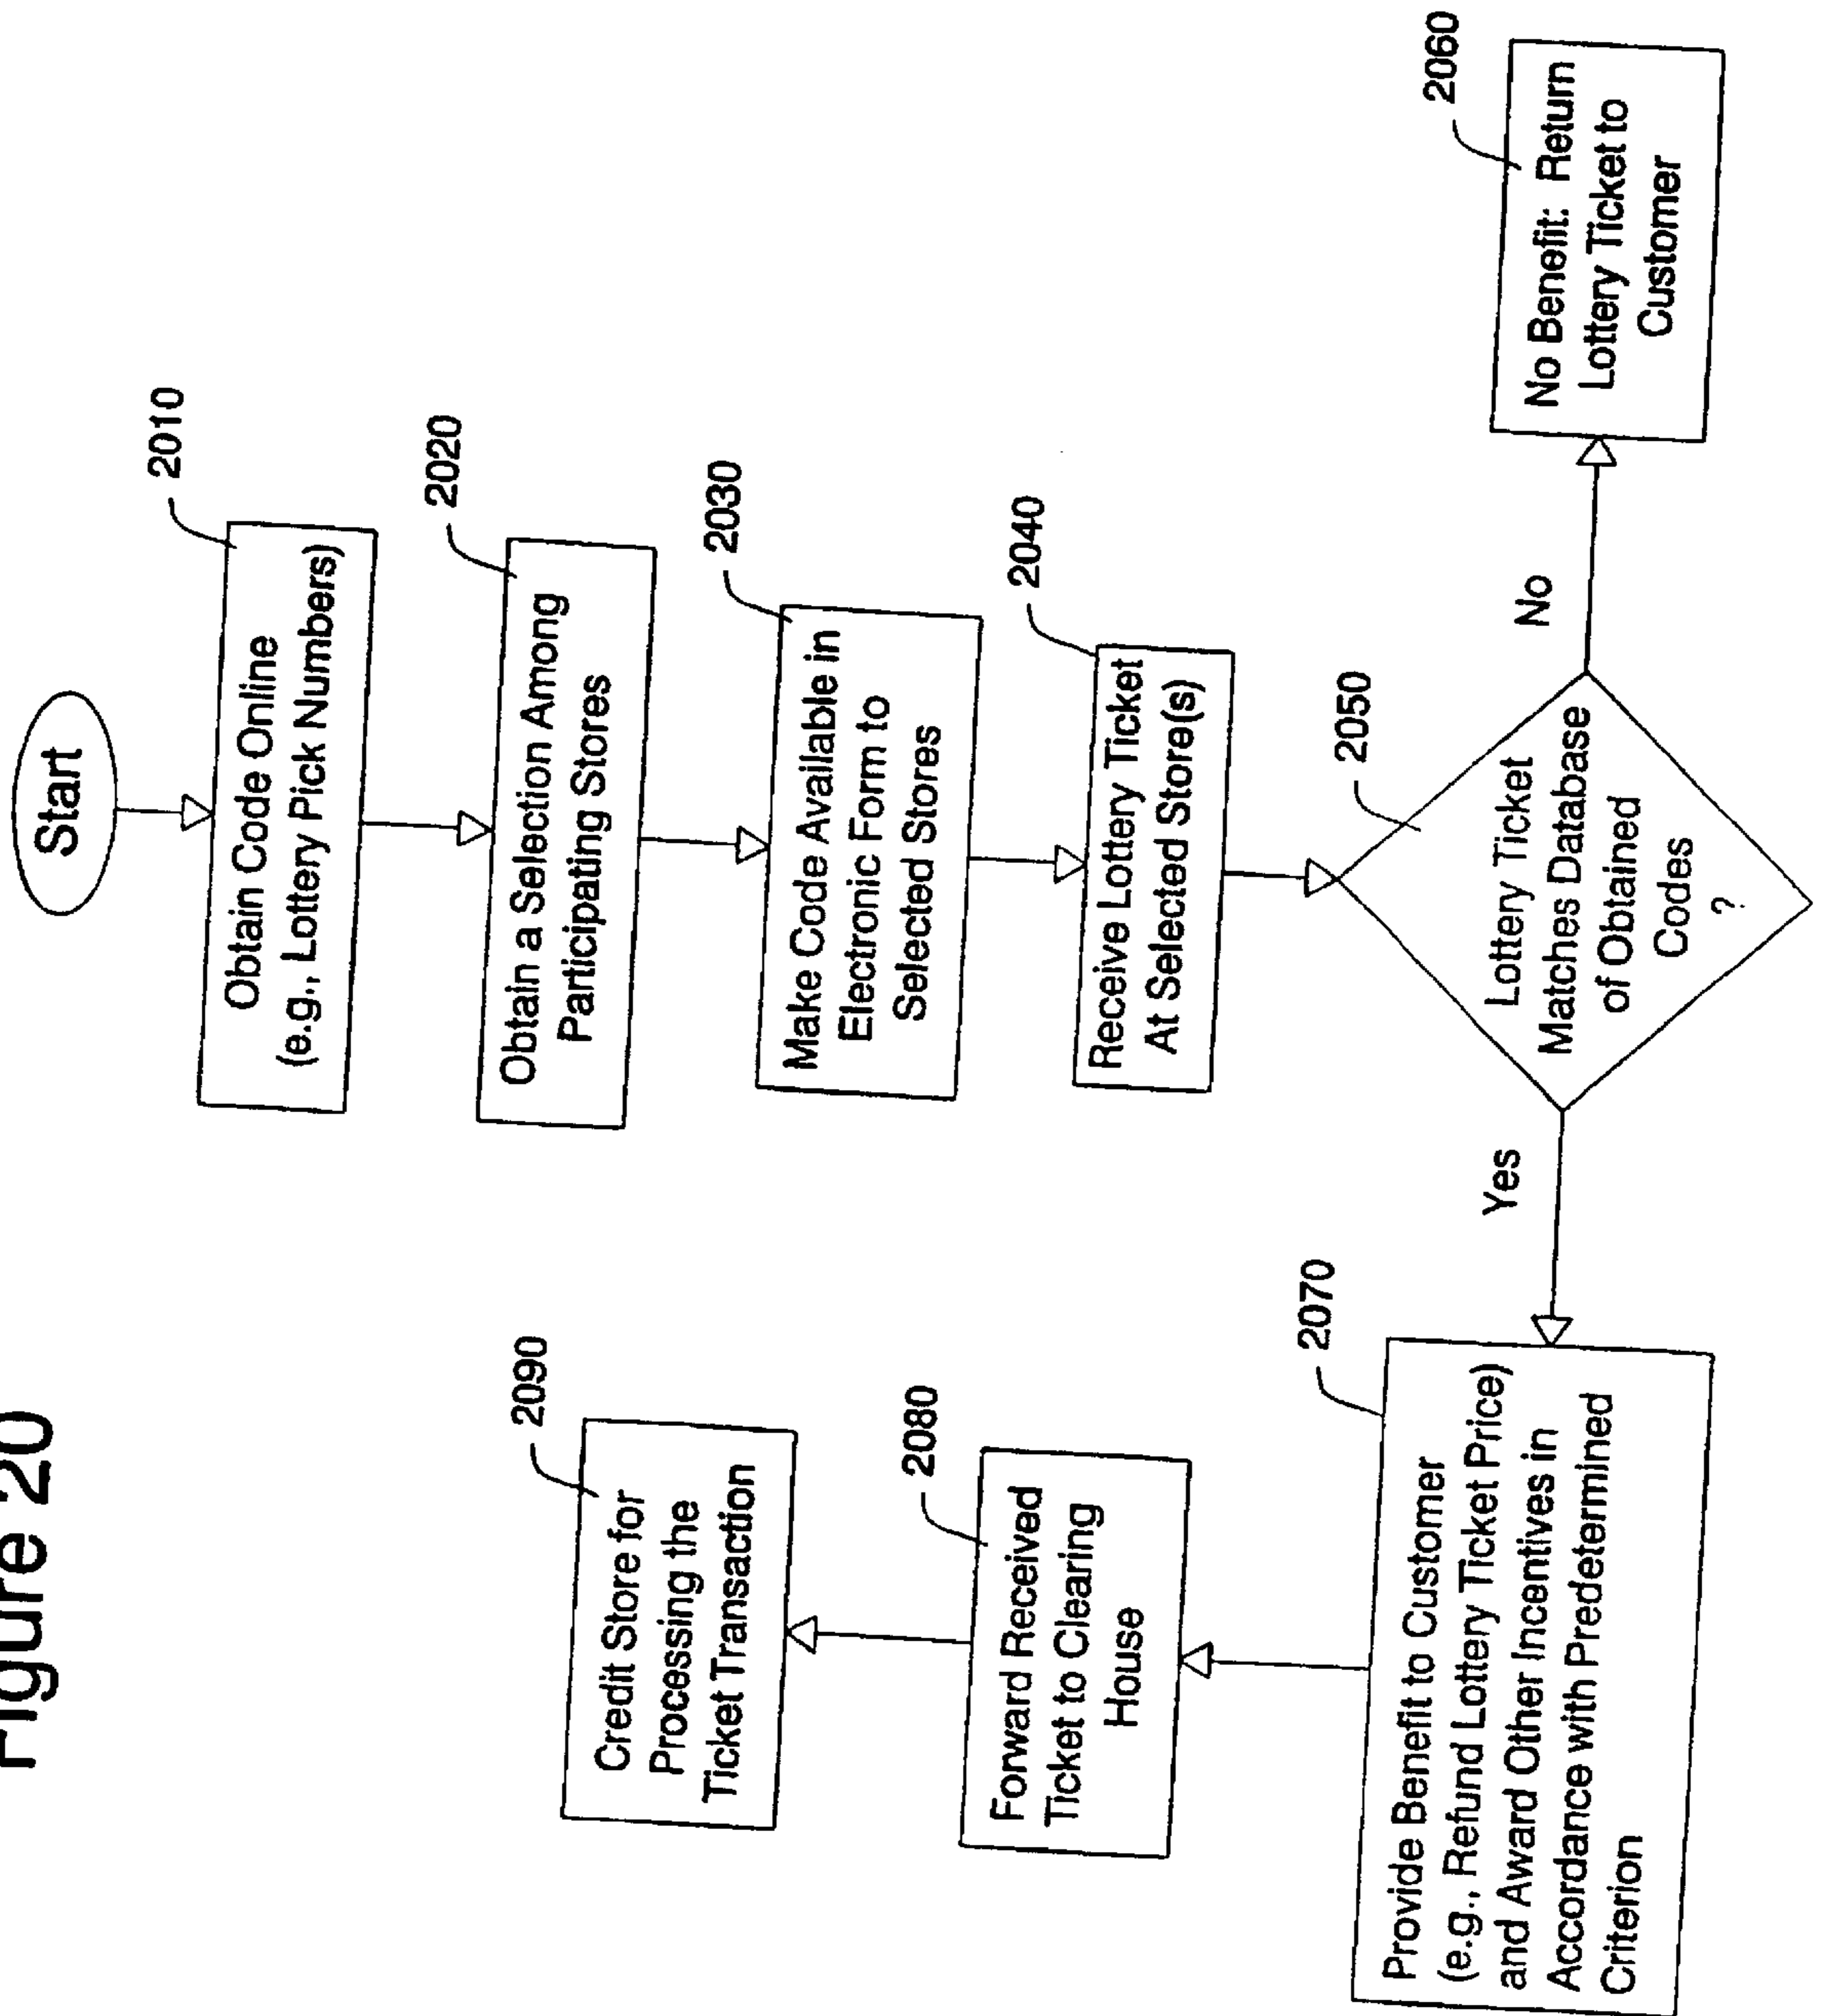 Figure 20
Start
2010
Obtain Code Online
(e.g., Lottery Pick Numbers)
2020
Obtain a Selection Among
Participating Stores
2030
Make Code Available in
Electronic Form to
Selected Stores
2040
Receive Lottery Ticket
At Selected Store(s)
2050
Lottery Ticket
Matches Database
of Obtained
Codes
?
No
2060
No Benefit: Return
Lottery Ticket to
Customer
Yes
2070
Provide Benefit to Customer
(e.g., Refund Lottery Ticket Price)
and Award Other Incentives in
Accordance with Predetermined
Criterion
2080
Forward Received
Ticket to Clearing
House
2090
Credit Store for
Processing the
Ticket Transaction